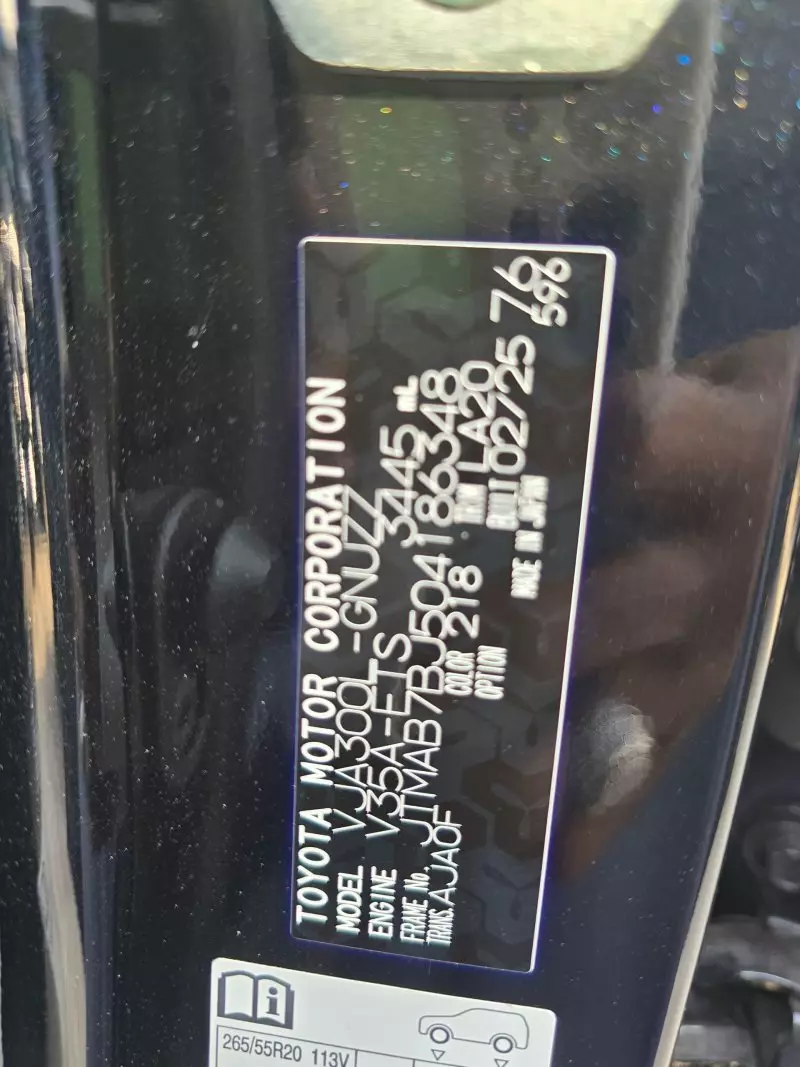 TOYOTA MOTOR CORPORATION
MODEL VJA300L -GNUZZ
ENGINE V35A-FTS 3445 mL
FRAME No. JTMAB7BJ504186348
COLOR 218 TRIM LA20
TRANS. AJA0F
OPTION BUILT 02/25 76
MADE IN JAPAN 596
i
265/55R20 113V